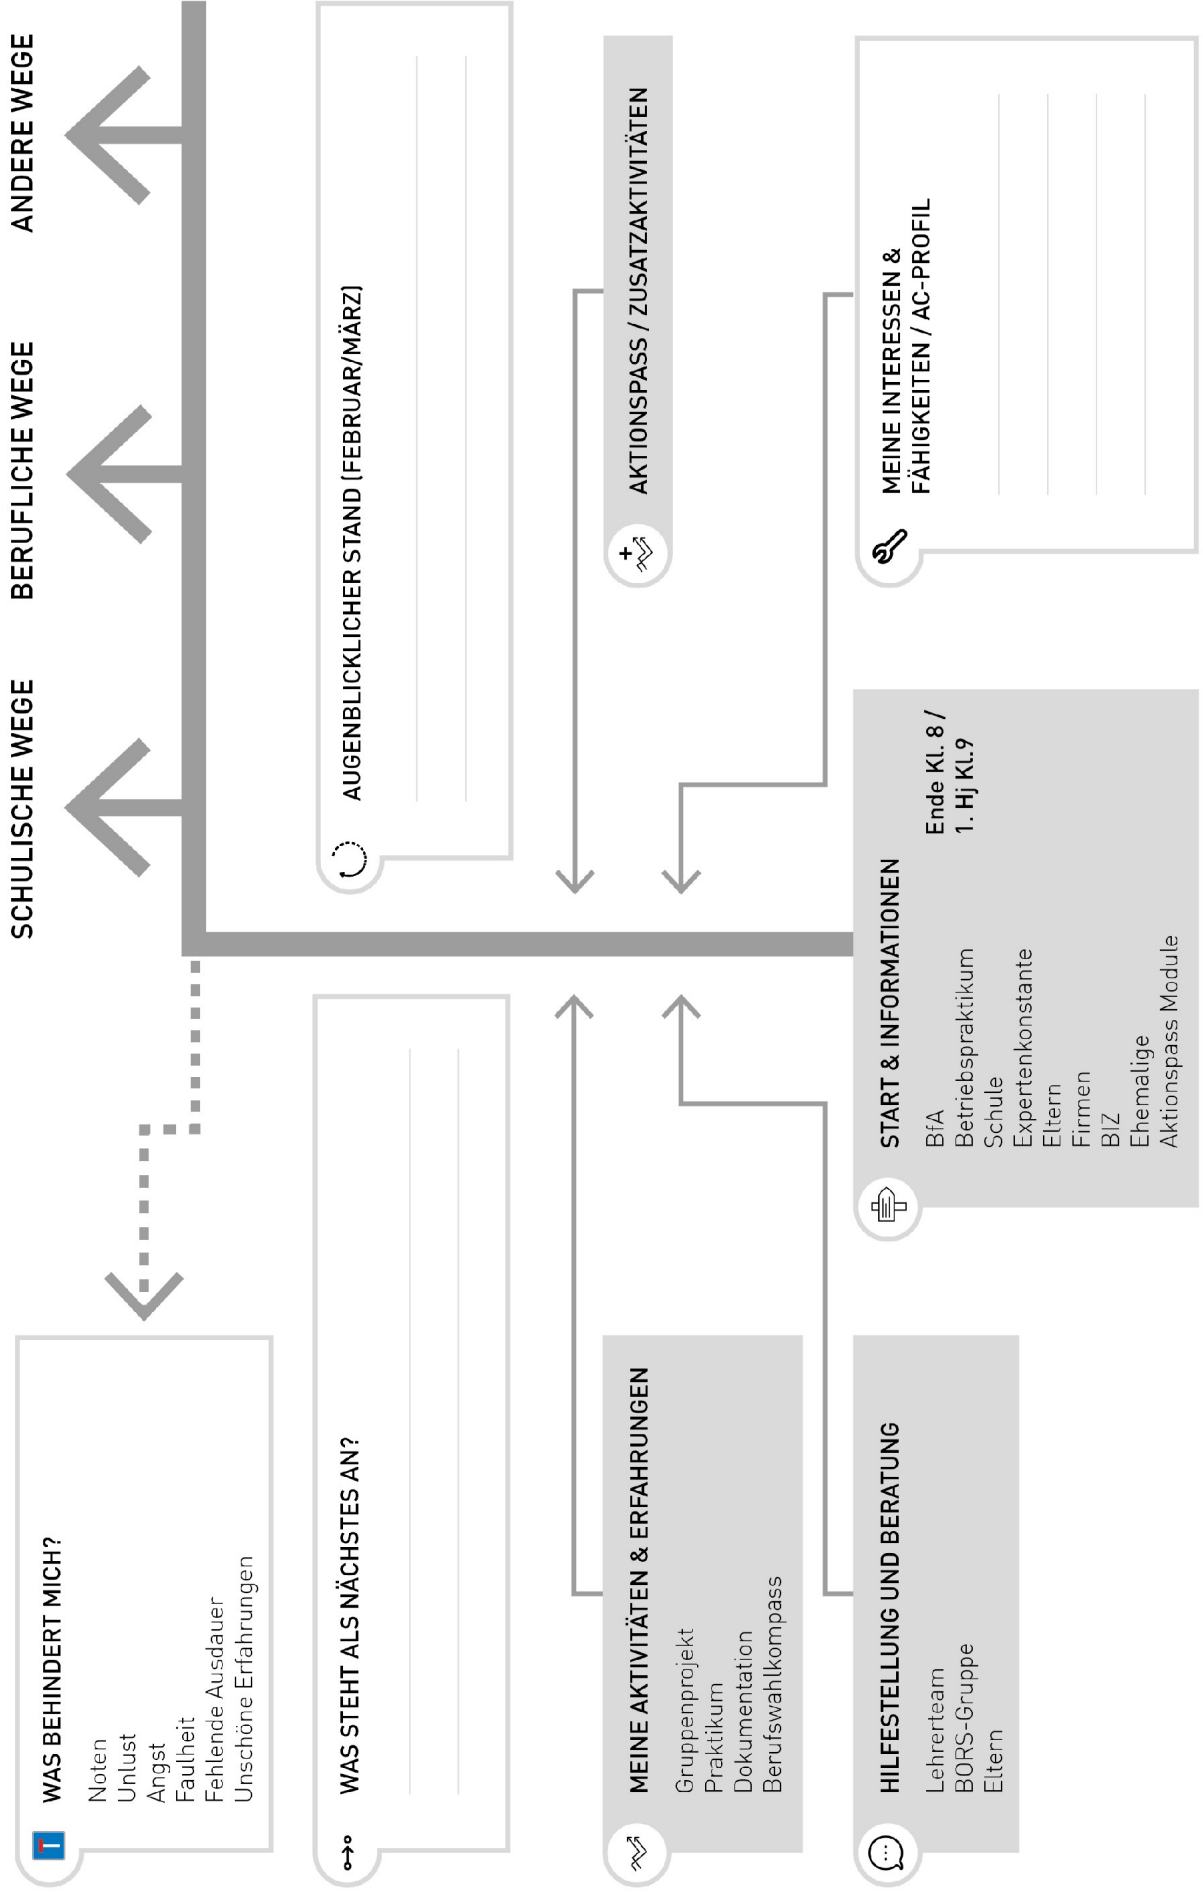 SCHULISCHE WEGE
BERUFLICHE WEGE
ANDERE WEGE
WAS BEHINDERT MICH?
Noten
Unlust
Angst
Faulheit
Fehlende Ausdauer
Unschöne Erfahrungen
WAS STEHT ALS NÄCHSTES AN?
AUGENBLICKLICHER STAND (FEBRUAR/MÄRZ)
MEINE AKTIVITÄTEN & ERFAHRUNGEN
Gruppenprojekt
Praktikum
Dokumentation
Berufswahlkompass
AKTIONSPASS / ZUSATZAKTIVITÄTEN
HILFESTELLUNG UND BERATUNG
Lehrerteam
BORS-Gruppe
Eltern
START & INFORMATIONEN
BfA
Betriebspraktikum
Schule
Expertenkonstante
Eltern
Firmen
BIZ
Ehemalige
Aktionspass Module
Ende Kl. 8 /
1. Hj Kl.9
MEINE INTERESSEN &
FÄHIGKEITEN / AC-PROFIL